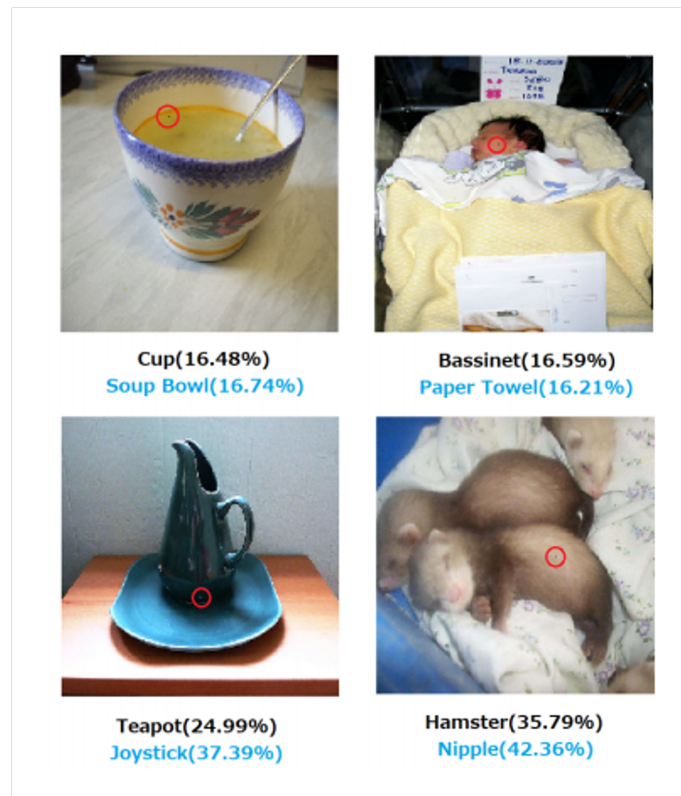 Cup(16.48%)
Soup Bowl(16.74%)
Bassinet(16.59%)
Paper Towel(16.21%)
Teapot(24.99%)
Joystick(37.39%)
Hamster(35.79%)
Nipple(42.36%)